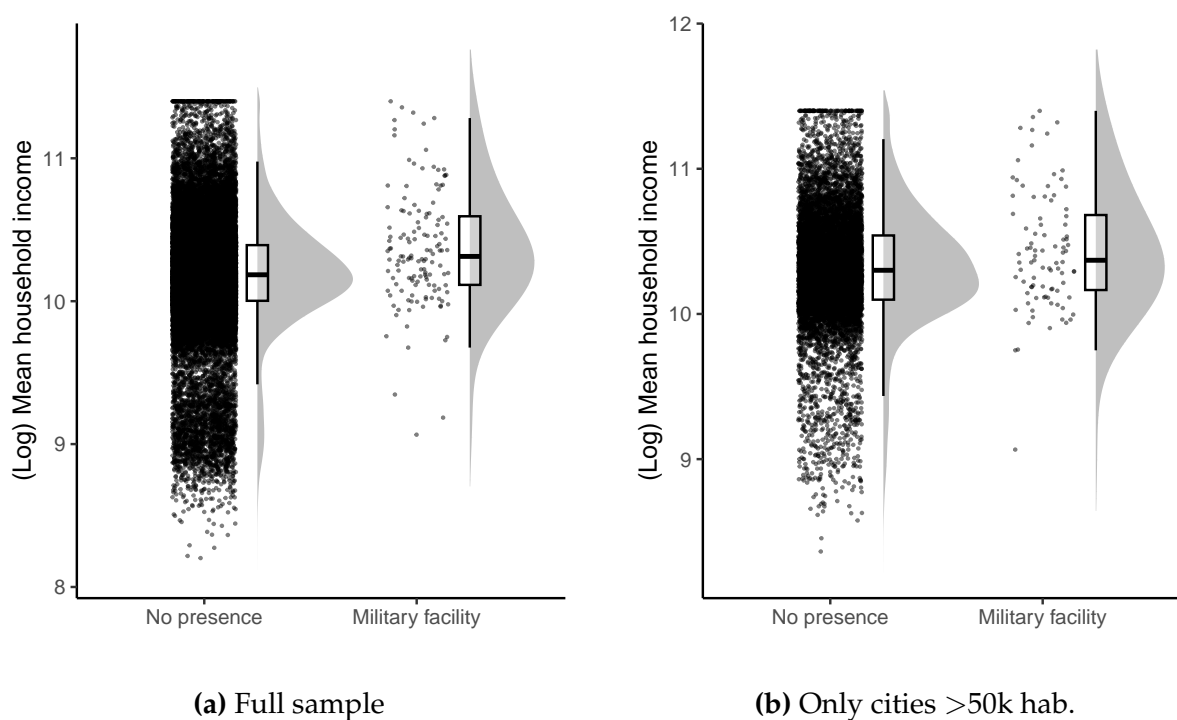 (Log) Mean household income
11
10
9
8
No presence
Military facility
(a) Full sample
(Log) Mean household income
12
11
10
9
No presence
Military facility
(b) Only cities >50k hab.